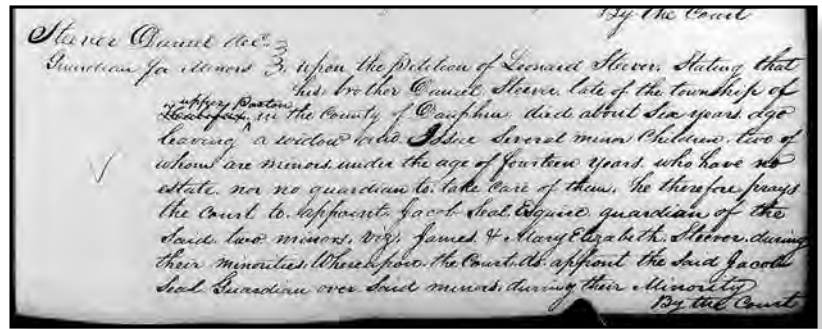 By the Court
Steever Daniel decd.
Guardian for Minors } upon the Petition of Leonard Steever, Stating that
his brother Daniel Steever late of the township of
upper Paxton
in the County of Dauphin died about Six years ago
leaving a widow and Issue Several minor Children, two of
whom are minors under the age of fourteen years who have no
estate nor no guardian to take care of them, he therefore prays
the Court to appoint Jacob Seal Esquire guardian of the
Said two minors, viz, James & Mary Elizabeth Steever during
their minorities, Whereupon the Court do appoint the Said Jacob
Seal Guardian over Said minors during their Minority
By the Court